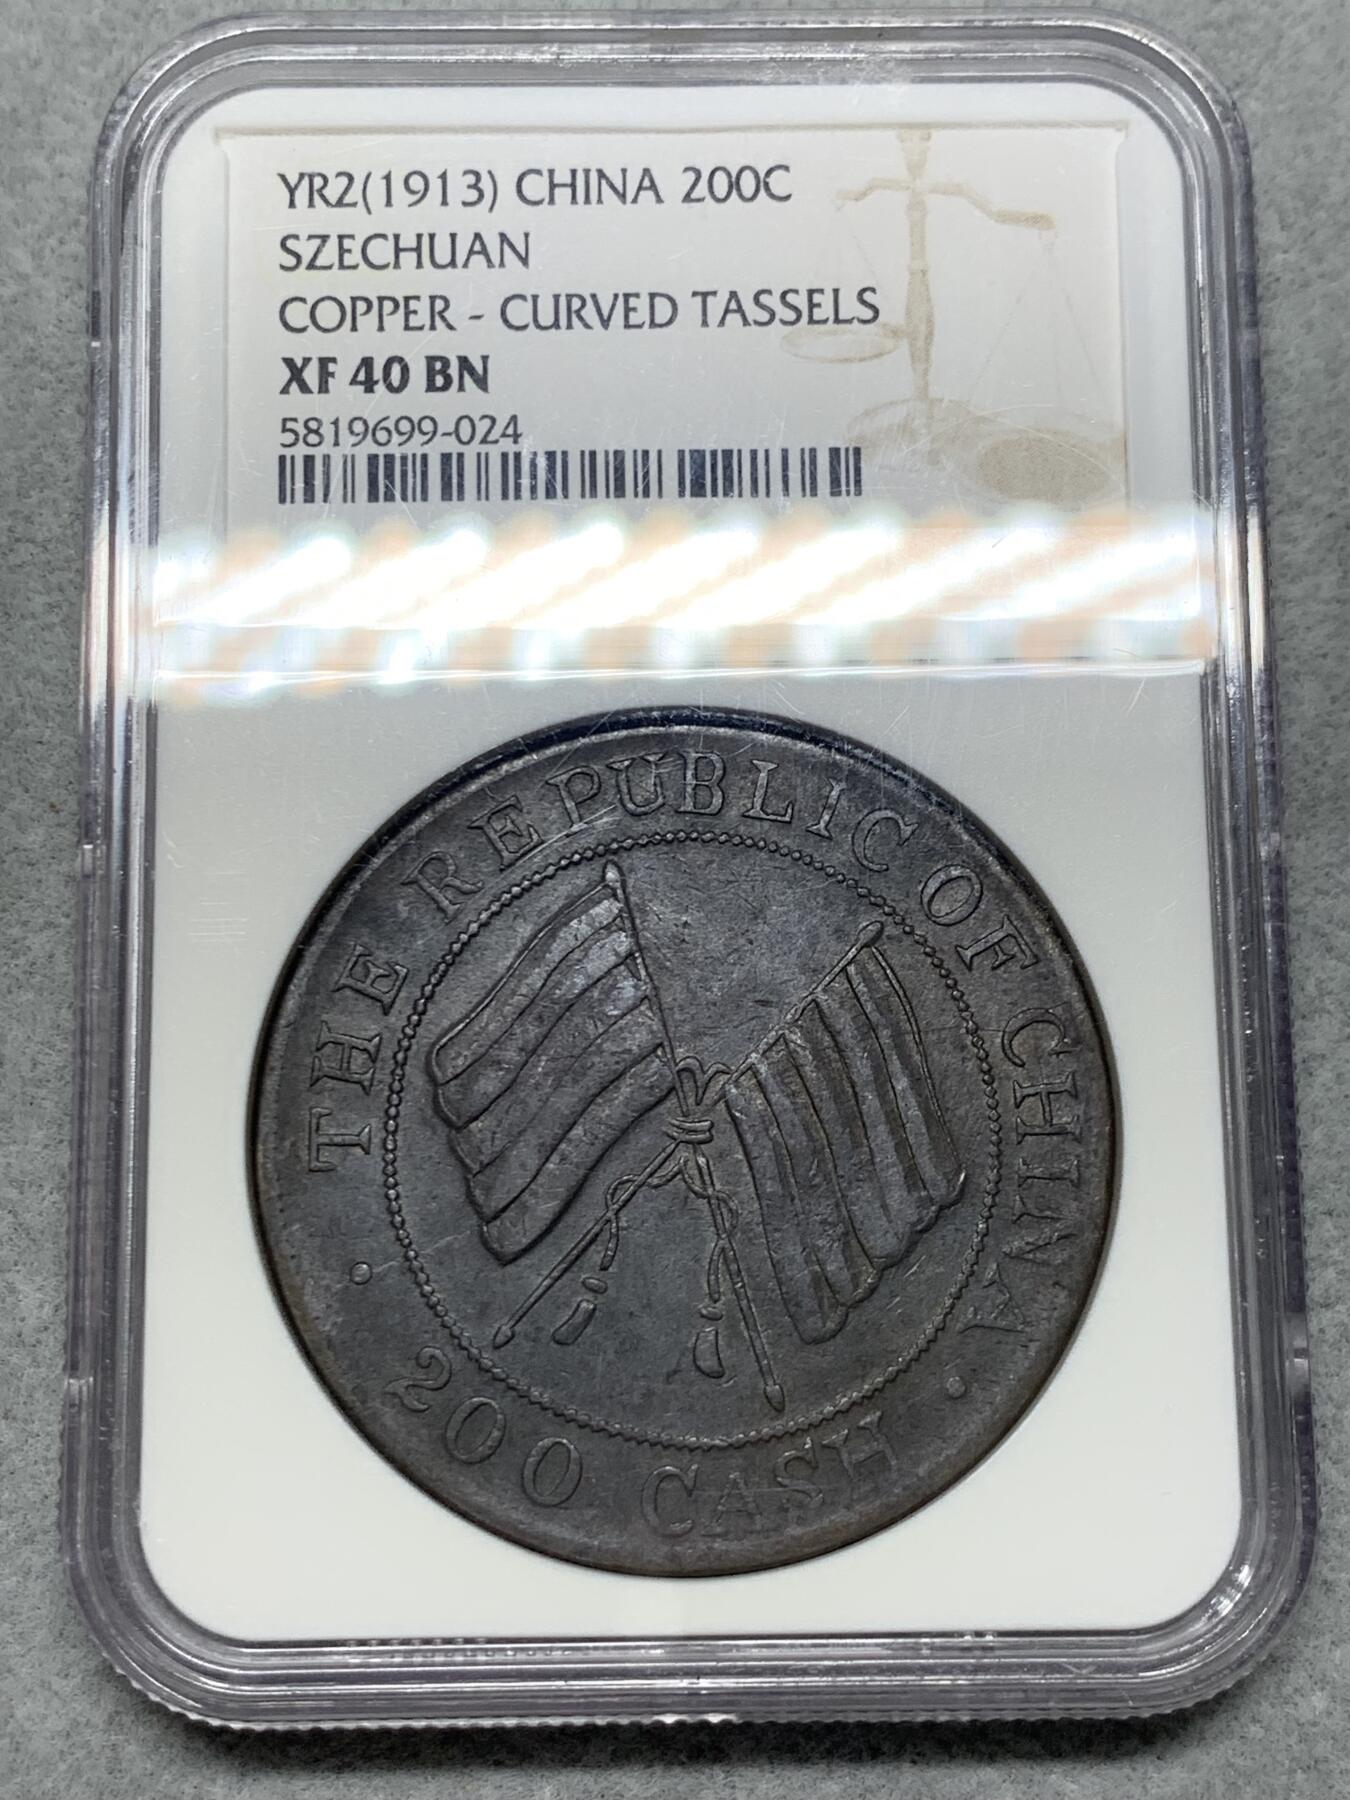 YR2(1913) CHINA 200C
SZECHUAN
COPPER - CURVED TASSELS
XF 40 BN
5819699-024
THE REPUBLIC OF CHINA
200 CASH